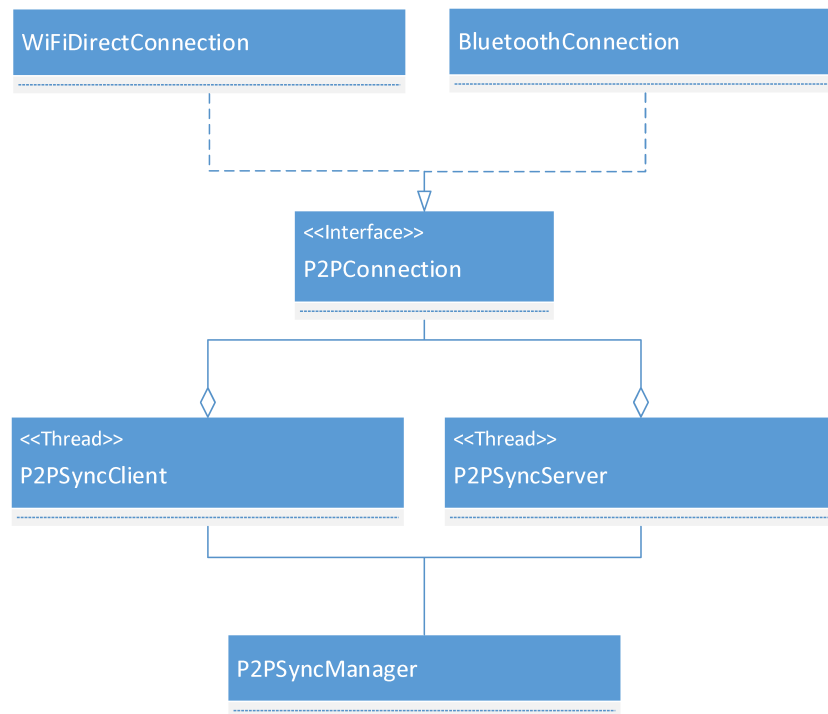 WiFiDirectConnection
BluetoothConnection
<<Interface>>
P2PConnection
<<Thread>>
P2PSyncClient
<<Thread>>
P2PSyncServer
P2PSyncManager